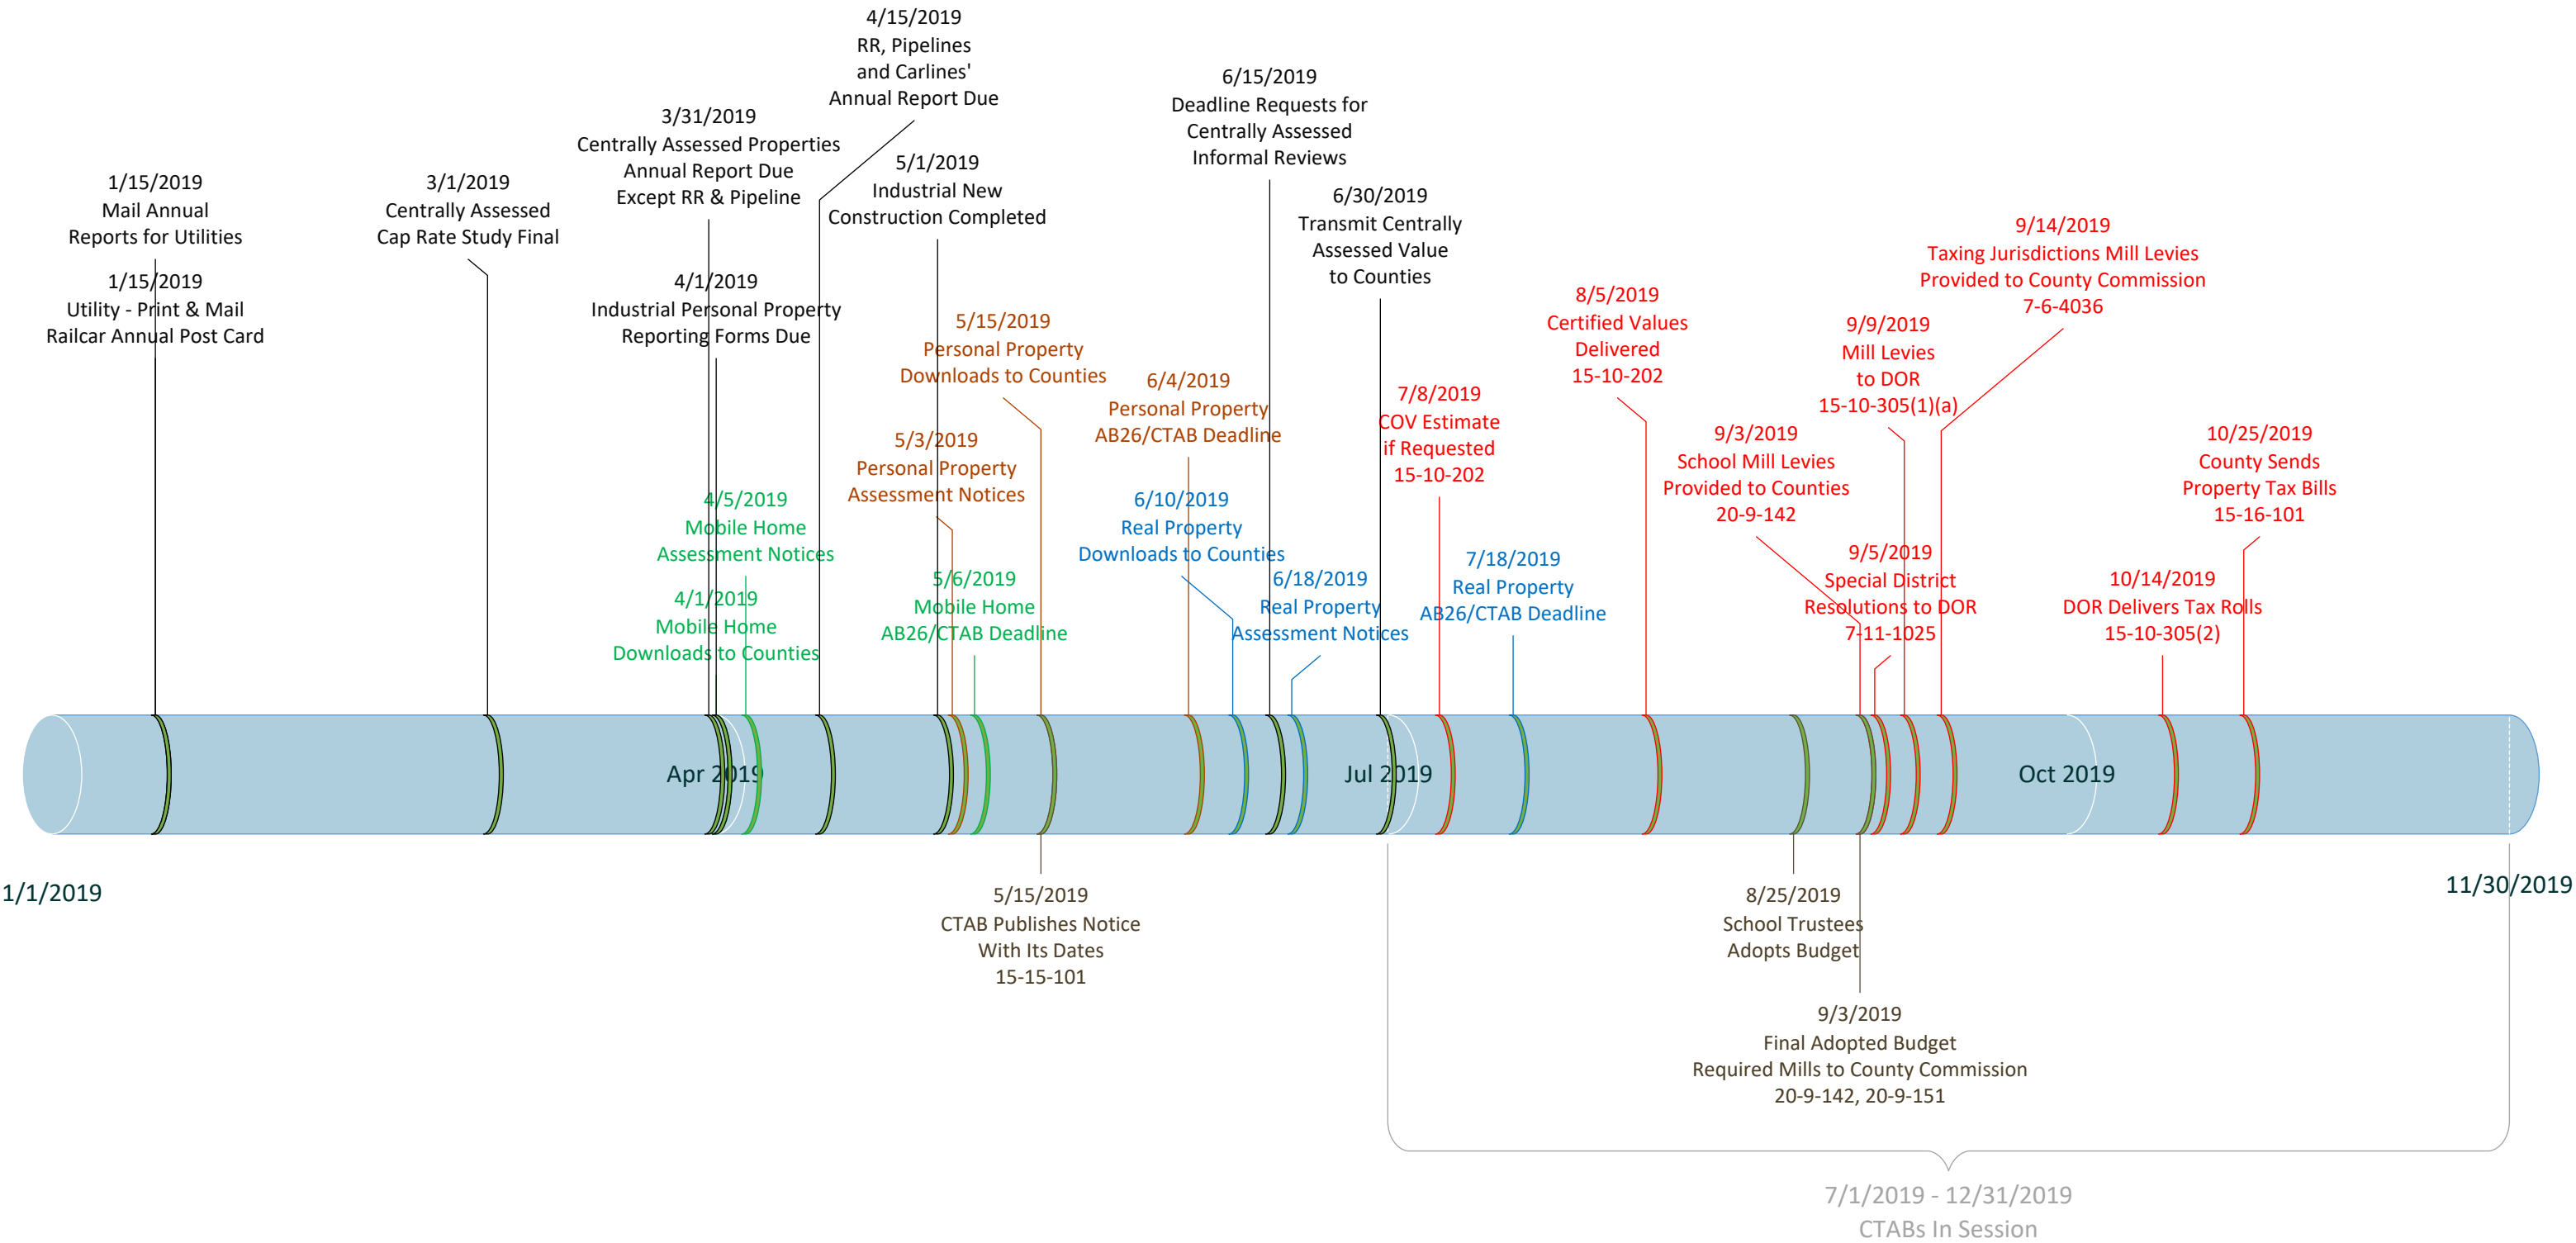 4/15/2019
RR, Pipelines
and Carlines'
Annual Report Due
6/15/2019
Deadline Requests for
Centrally Assessed
Informal Reviews
3/31/2019
Centrally Assessed Properties
Annual Report Due
Except RR & Pipeline
5/1/2019
Industrial New
Construction Completed
1/15/2019
Mail Annual
Reports for Utilities
3/1/2019
Centrally Assessed
Cap Rate Study Final
6/30/2019
Transmit Centrally
Assessed Value
to Counties
9/14/2019
Taxing Jurisdictions Mill Levies
Provided to County Commission
7-6-4036
1/15/2019
Utility - Print & Mail
Railcar Annual Post Card
4/1/2019
Industrial Personal Property
Reporting Forms Due
5/15/2019
Personal Property
Downloads to Counties
8/5/2019
Certified Values
Delivered
15-10-202
9/9/2019
Mill Levies
to DOR
15-10-305(1)(a)
6/4/2019
Personal Property
AB26/CTAB Deadline
7/8/2019
COV Estimate
if Requested
15-10-202
5/3/2019
Personal Property
Assessment Notices
9/3/2019
School Mill Levies
Provided to Counties
20-9-142
10/25/2019
County Sends
Property Tax Bills
15-16-101
4/5/2019
Mobile Home
Assessment Notices
6/10/2019
Real Property
Downloads to Counties
7/18/2019
Real Property
AB26/CTAB Deadline
9/5/2019
Special District
Resolutions to DOR
7-11-1025
4/1/2019
Mobile Home
Downloads to Counties
5/6/2019
Mobile Home
AB26/CTAB Deadline
6/18/2019
Real Property
Assessment Notices
10/14/2019
DOR Delivers Tax Rolls
15-10-305(2)
Apr 2019
Jul 2019
Oct 2019
1/1/2019
11/30/2019
5/15/2019
CTAB Publishes Notice
With Its Dates
15-15-101
8/25/2019
School Trustees
Adopts Budget
9/3/2019
Final Adopted Budget
Required Mills to County Commission
20-9-142, 20-9-151
7/1/2019 - 12/31/2019
CTABs In Session